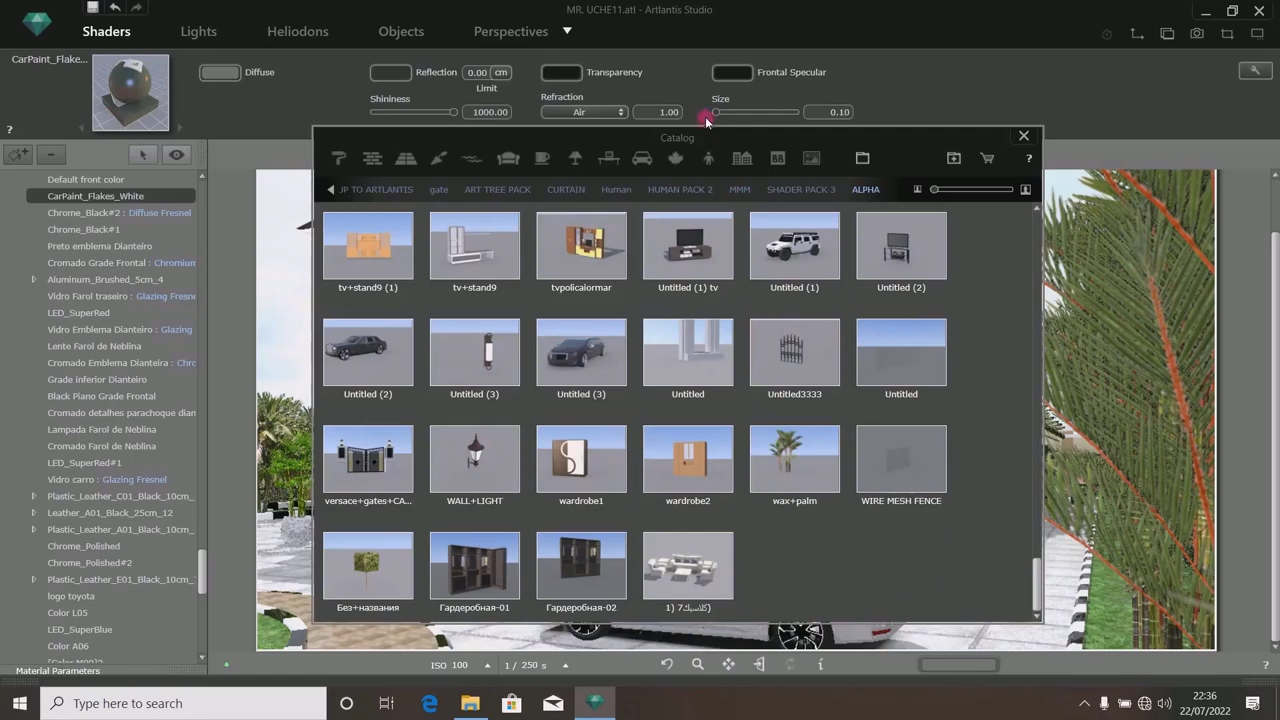 MR. UCHE11.atl - Artlantis Studio
Shaders Lights Heliodons Objects Perspectives
CarPaint_Flake...
Diffuse
Reflection 0.00 cm
Limit
Transparency
Frontal Specular
Shininess
1000.00
Refraction
Air 1.00
Size
0.10
?
Catalog
?
UP TO ARTLANTIS gate ART TREE PACK CURTAIN Human HUMAN PACK 2 MMM SHADER PACK 3 ALPHA
Default front color
CarPaint_Flakes_White
Chrome_Black#2 : Diffuse Fresnel
Chrome_Black#1
Preto emblema Dianteiro
Cromado Grade Frontal : Chromium
Aluminum_Brushed_5cm_4
Vidro Farol traseiro : Glazing Fresne
LED_SuperRed
Vidro Emblema Dianteiro : Glazing
Lente Farol de Neblina
Cromado Emblema Dianteira : Chro
Grade inferior Dianteiro
Black Piano Grade Frontal
Cromado detalhes parachoque dian
Lampada Farol de Neblina
Cromado Farol de Neblina
LED_SuperRed#1
Vidro carro : Glazing Fresnel
Plastic_Leather_C01_Black_10cm_
Leather_A01_Black_25cm_12
Plastic_Leather_A01_Black_10cm_
Chrome_Polished
Chrome_Polished#2
Plastic_Leather_E01_Black_10cm_
logo toyota
Color L05
LED_SuperBlue
Color A06
[Color M00]2
Material Parameters
tv+stand9 (1) tv+stand9 tvpolicaiormar Untitled (1) tv Untitled (1) Untitled (2)
Untitled (2) Untitled (3) Untitled (3) Untitled Untitled3333 Untitled
versace+gates+CA... WALL+LIGHT wardrobe1 wardrobe2 wax+palm WIRE MESH FENCE
Без+названия Гардеробная-01 Гардеробная-02 (كلاسيك7 (1
ISO 100 1 / 250 s
?
Type here to search
22:36
22/07/2022